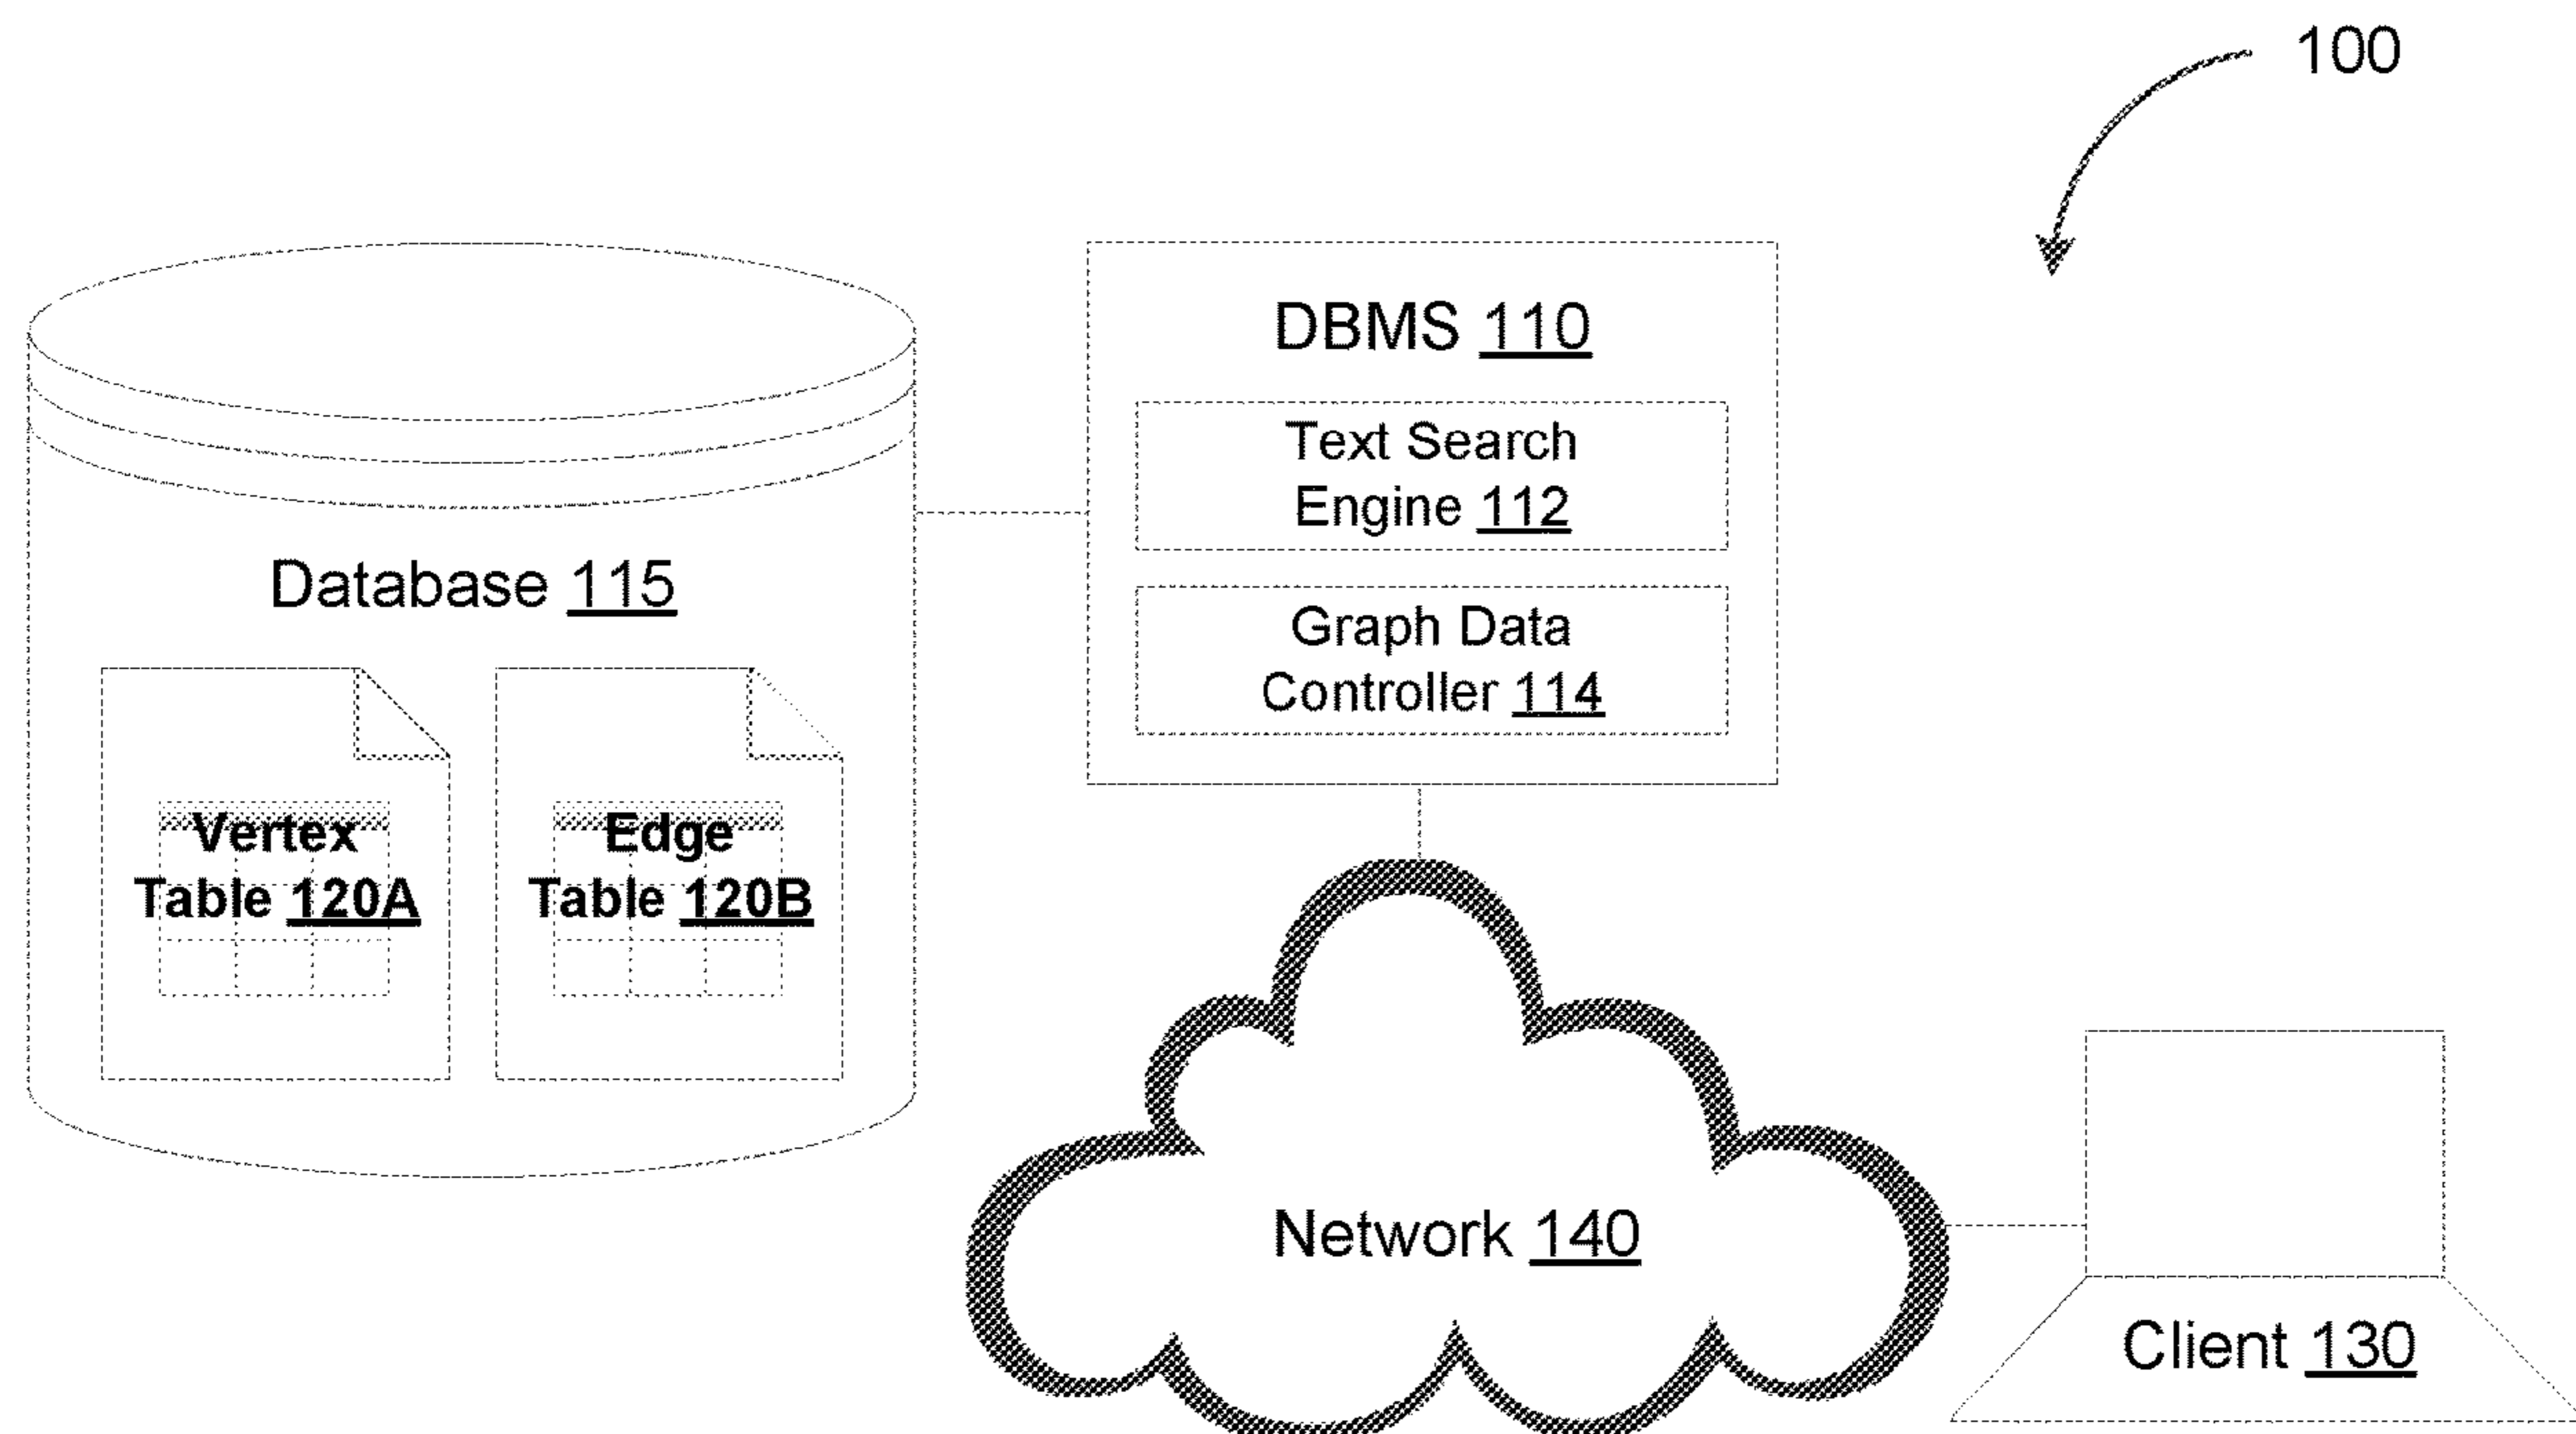 100
DBMS 110
Text Search
Engine 112
Graph Data
Controller 114
Database 115
Vertex
Table 120A
Edge
Table 120B
Network 140
Client 130